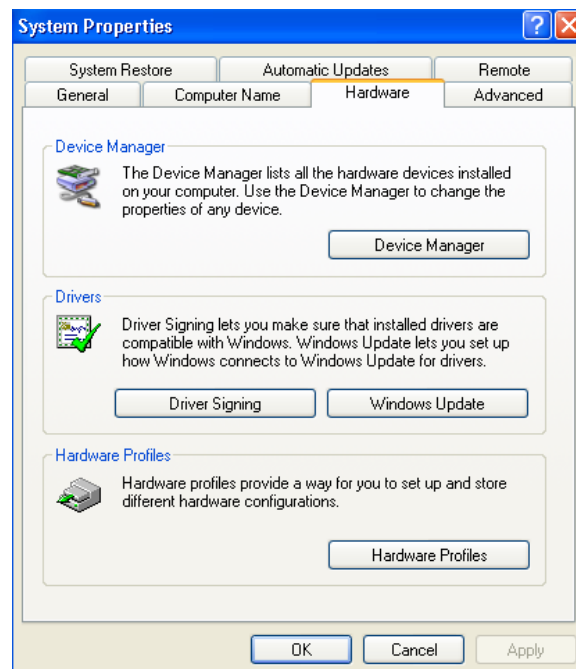 System Properties
System Restore Automatic Updates Remote
General Computer Name Hardware Advanced
Device Manager
The Device Manager lists all the hardware devices installed
on your computer. Use the Device Manager to change the
properties of any device.
Device Manager
Drivers
Driver Signing lets you make sure that installed drivers are
compatible with Windows. Windows Update lets you set up
how Windows connects to Windows Update for drivers.
Driver Signing Windows Update
Hardware Profiles
Hardware profiles provide a way for you to set up and store
different hardware configurations.
Hardware Profiles
OK Cancel Apply